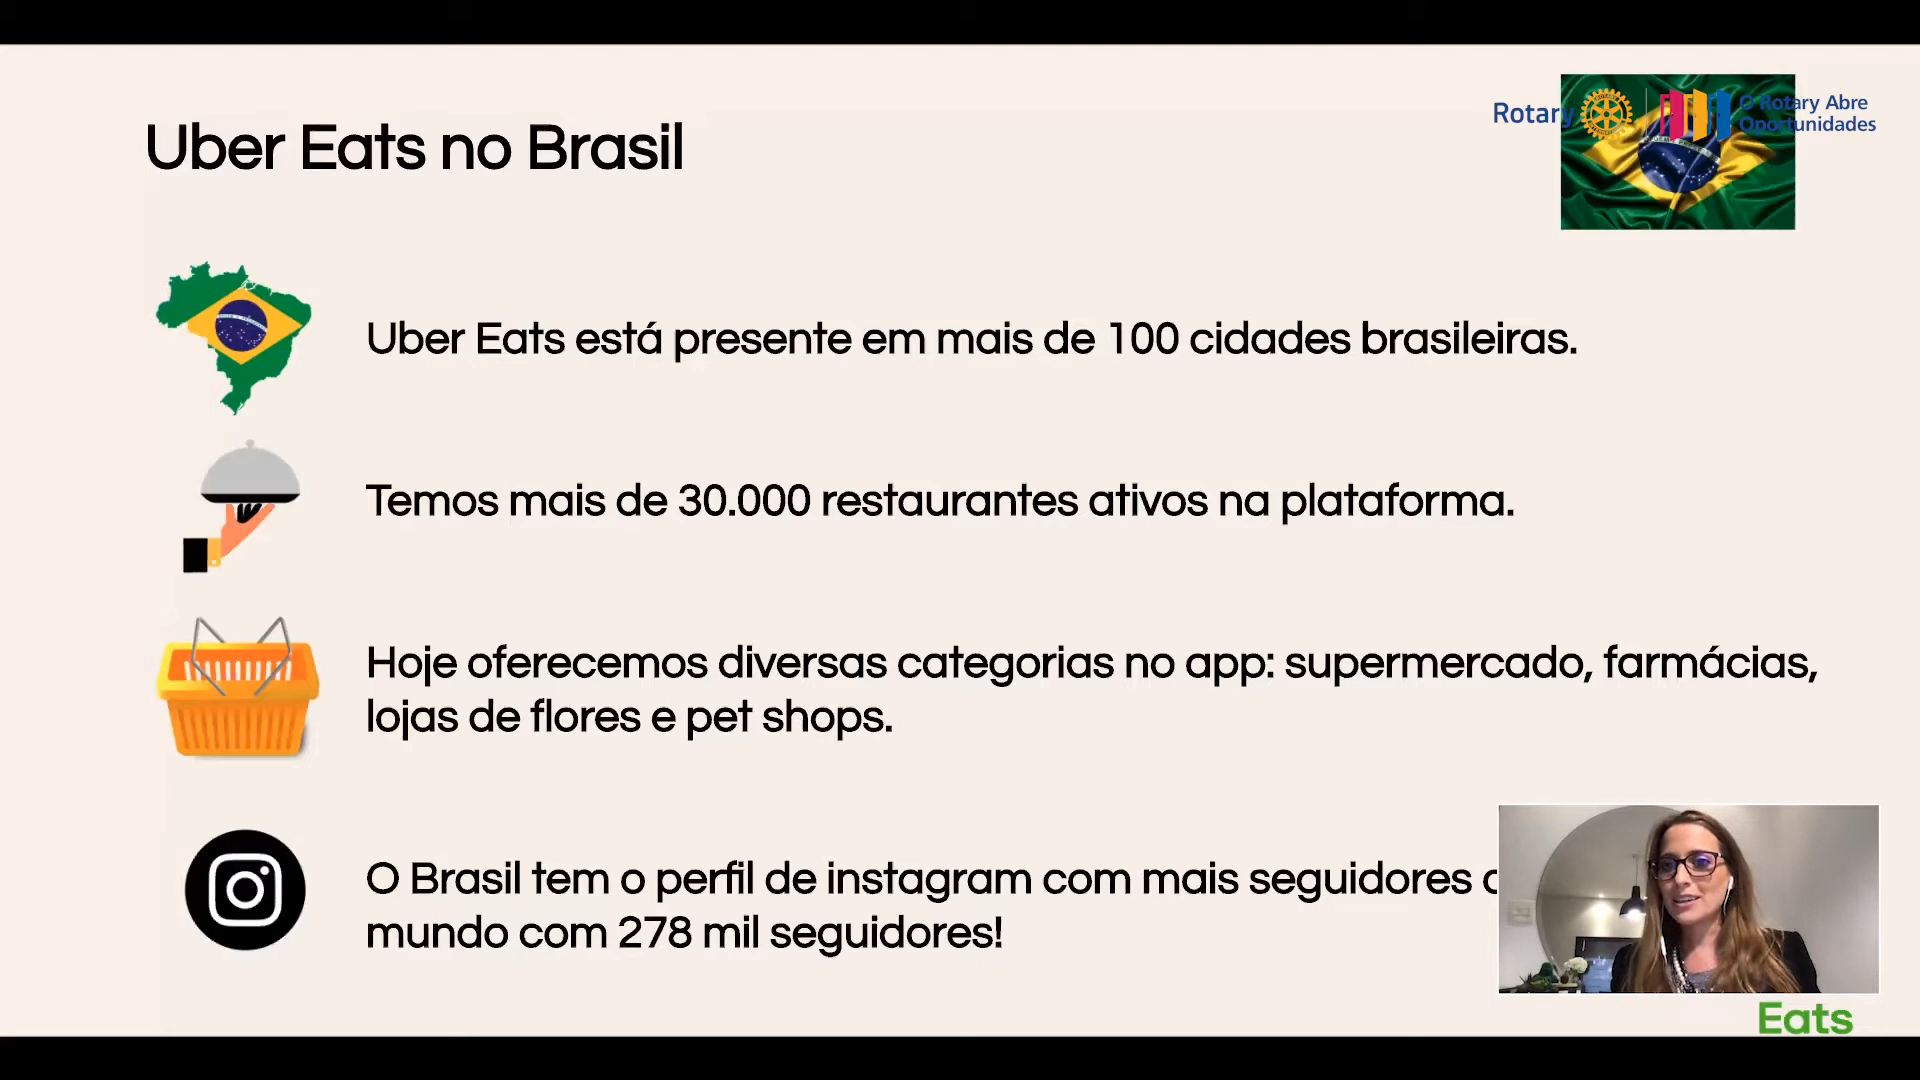 Uber Eats no Brasil
Rotary
O Rotary Abre
Oportunidades
Uber Eats está presente em mais de 100 cidades brasileiras.
Temos mais de 30.000 restaurantes ativos na plataforma.
Hoje oferecemos diversas categorias no app: supermercado, farmácias,
lojas de flores e pet shops.
O Brasil tem o perfil de instagram com mais seguidores
mundo com 278 mil seguidores!
Eats